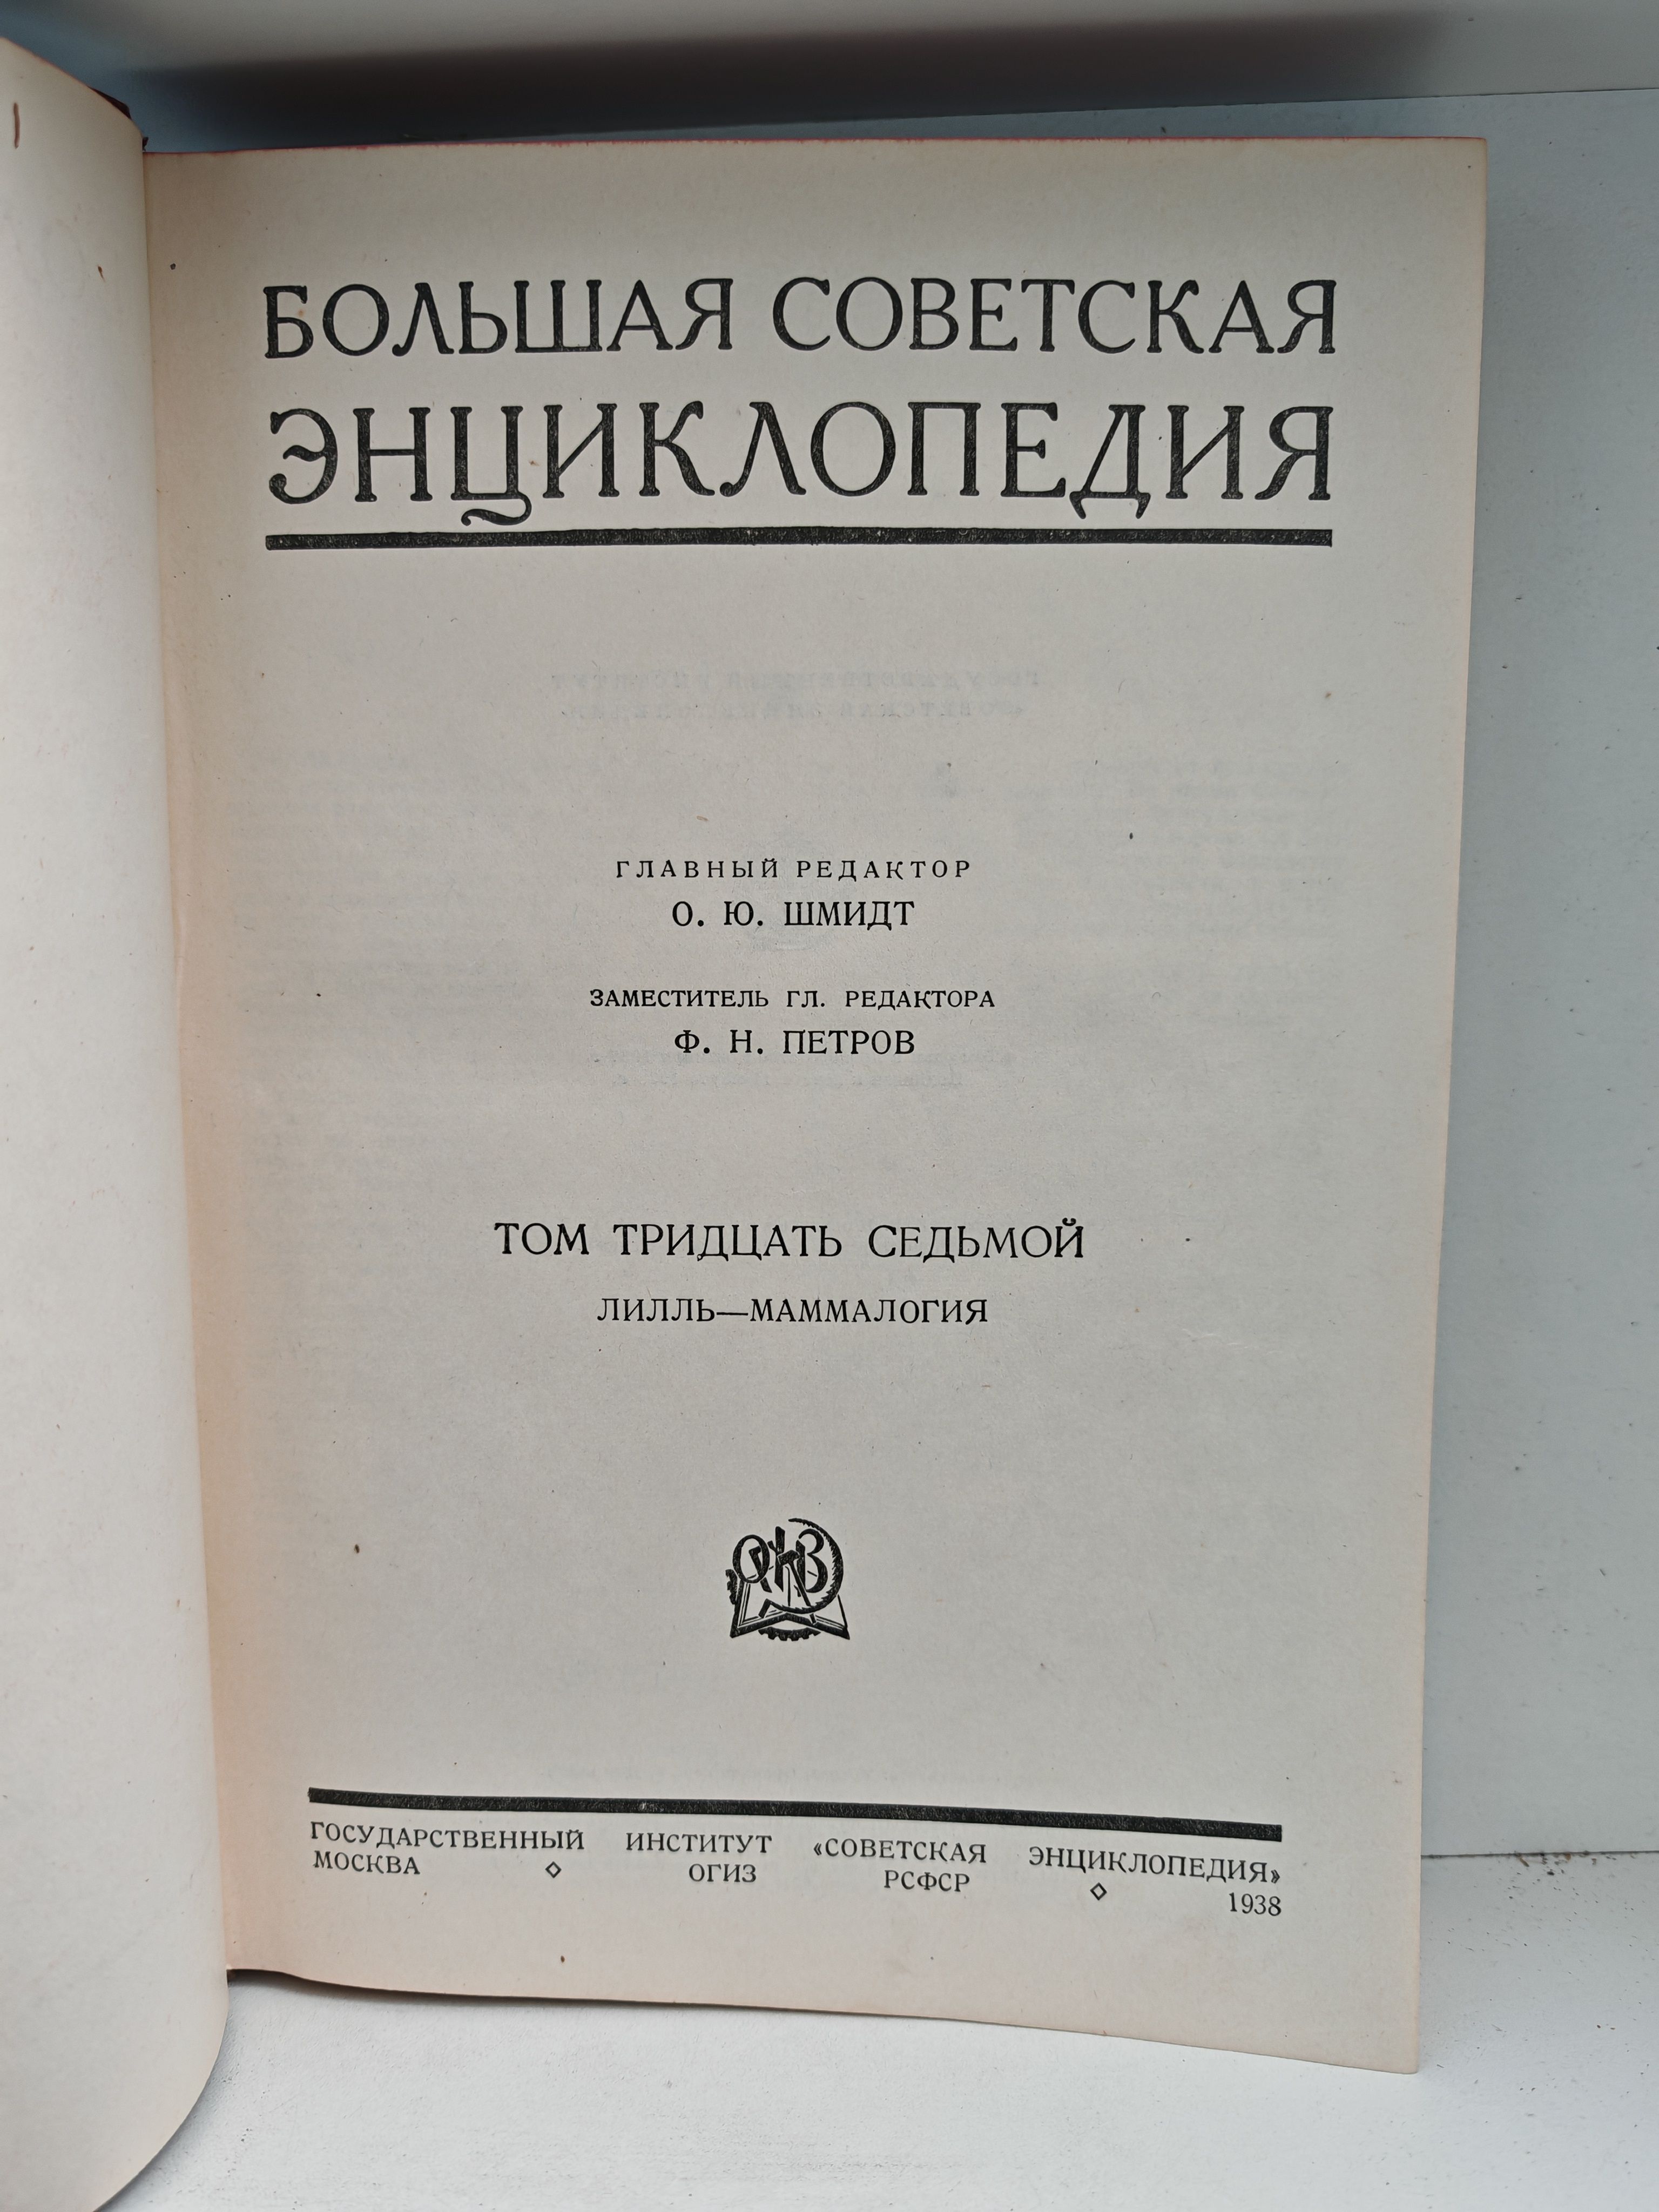 БОЛЬШАЯ СОВЕТСКАЯ
ЭНЦИКЛОПЕДИЯ
ГЛАВНЫЙ РЕДАКТОР
О. Ю. ШМИДТ
ЗАМЕСТИТЕЛЬ ГЛ. РЕДАКТОРА
Ф. Н. ПЕТРОВ
ТОМ ТРИДЦАТЬ СЕДЬМОЙ
ЛИЛЛЬ—МАММАЛОГИЯ
ГОСУДАРСТВЕННЫЙ ИНСТИТУТ «СОВЕТСКАЯ ЭНЦИКЛОПЕДИЯ»
МОСКВА ◇ ОГИЗ РСФСР ◇ 1938